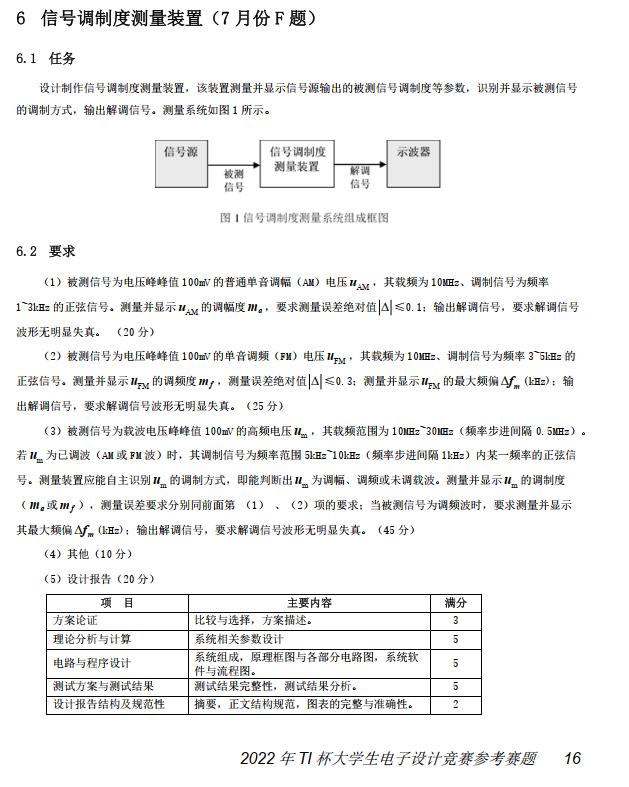 6 信号调制度测量装置（7 月份 F 题）
6.1 任务
设计制作信号调制度测量装置，该装置测量并显示信号源输出的被测信号调制度等参数，识别并显示被测信号
的调制方式，输出解调信号。测量系统如图 1 所示。
信号源
被测
信号
信号调制度
测量装置
解调
信号
示波器
图 1 信号调制度测量系统组成框图
6.2 要求
（1）被测信号为电压峰峰值 100mV 的普通单音调幅（AM）电压 uAM，其载频为 10MHz、调制信号为频率
1~3kHz 的正弦信号。测量并显示 uAM 的调幅度 ma，要求测量误差绝对值 |Δ| ≤0.1；输出解调信号，要求解调信号
波形无明显失真。 （20 分）
（2）被测信号为电压峰峰值 100mV 的单音调频（FM）电压 uFM，其载频为 10MHz、调制信号为频率 3~5kHz 的
正弦信号。测量并显示 uFM 的调频度 mf，测量误差绝对值 |Δ| ≤0.3；测量并显示 uFM 的最大频偏 Δfm (kHz)；输
出解调信号，要求解调信号波形无明显失真。（25 分）
（3）被测信号为载波电压峰峰值 100mV 的高频电压 um，其载频范围为 10MHz~30MHz（频率步进间隔 0.5MHz）。
若 um 为已调波（AM 或 FM 波）时，其调制信号为频率范围 5kHz~10kHz（频率步进间隔 1kHz）内某一频率的正弦信
号。测量装置应能自主识别 um 的调制方式，即能判断出 um 为调幅、调频或未调载波。测量并显示 um 的调制度
（ma 或 mf），测量误差要求分别同前面第 （1） 、（2）项的要求；当被测信号为调频波时，要求测量并显示
其最大频偏 Δfm (kHz)；输出解调信号，要求解调信号波形无明显失真。（45 分）
（4）其他（10 分）
（5）设计报告（20 分）
项 目 主要内容 满分
方案论证 比较与选择，方案描述。 3
理论分析与计算 系统相关参数设计 5
电路与程序设计 系统组成，原理框图与各部分电路图，系统软 5
件与流程图。
测试方案与测试结果 测试结果完整性，测试结果分析。 5
设计报告结构及规范性 摘要，正文结构规范，图表的完整与准确性。 2
2022 年 TI 杯大学生电子设计竞赛参考赛题 16